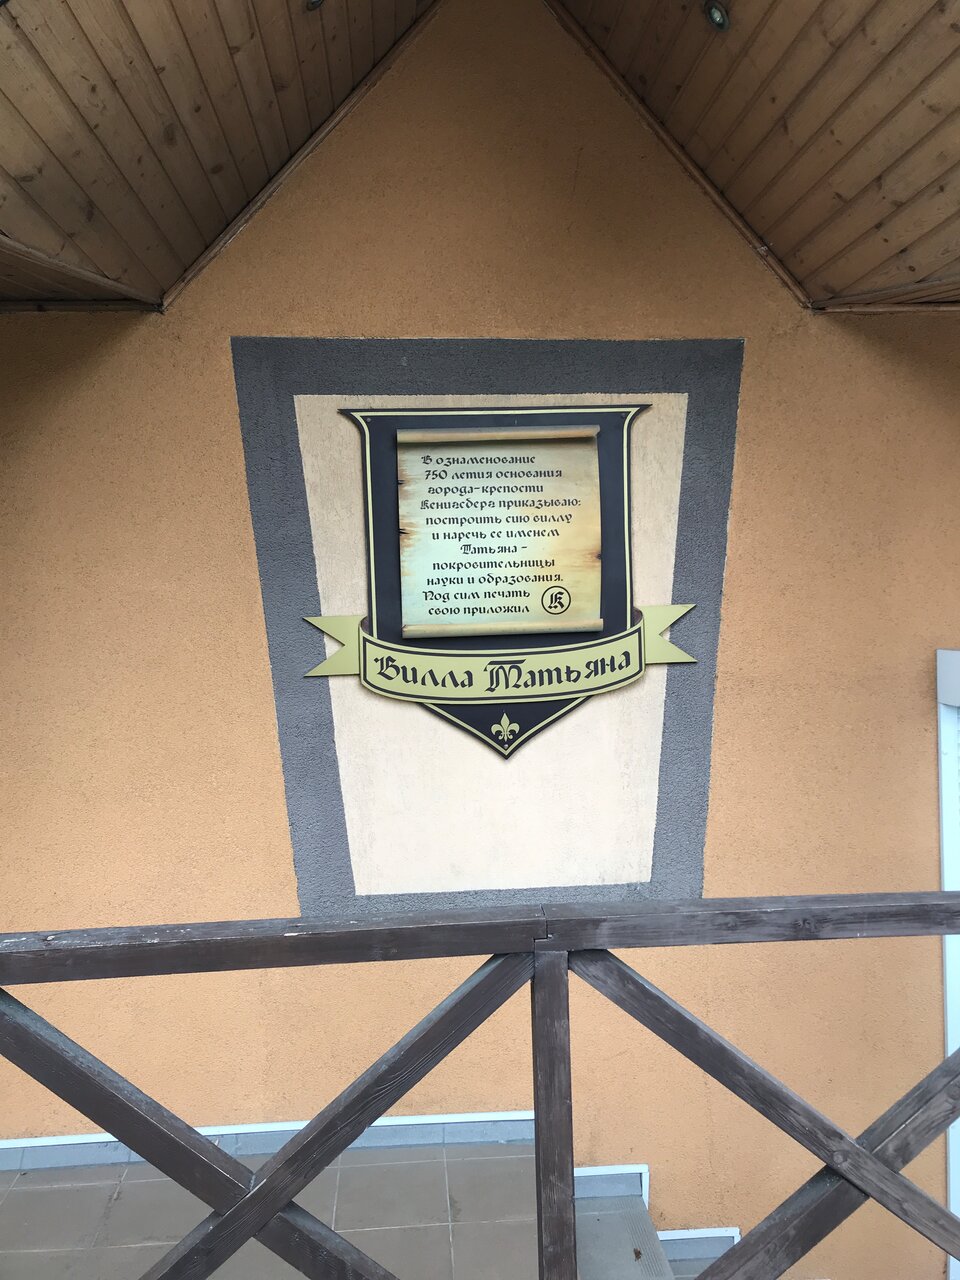 В ознаменование
750 летия основания
города-крепости
Кенигсберг приказываю:
построить сию виллу
и наречь ее именем
Татьяна -
покровительницы
науки и образования.
Под сим печать
свою приложил К
Вилла Татьяна